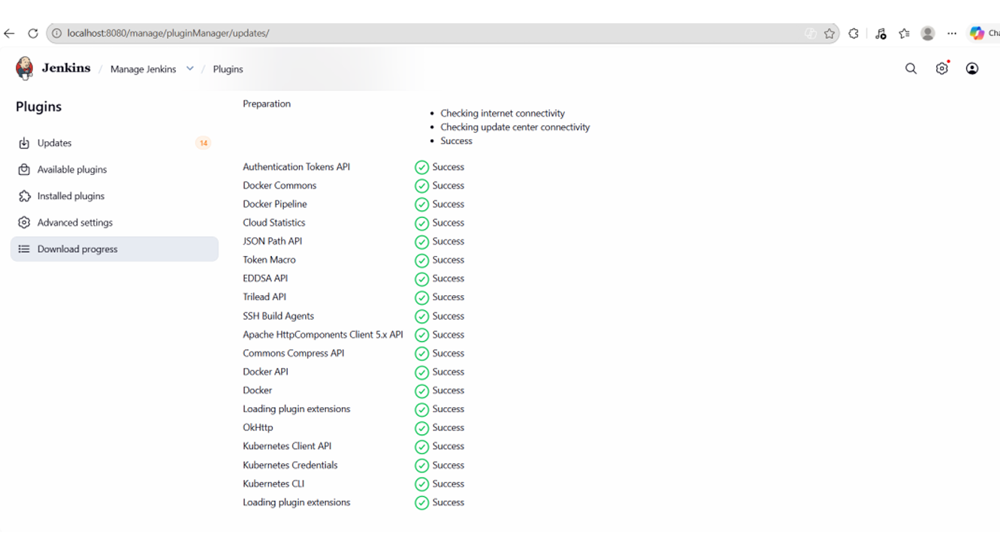 localhost:8080/manage/pluginManager/updates/
Cha
Jenkins / Manage Jenkins / Plugins
Plugins
Updates 14
Available plugins
Installed plugins
Advanced settings
Download progress
Preparation
• Checking internet connectivity
• Checking update center connectivity
• Success
Authentication Tokens API Success
Docker Commons Success
Docker Pipeline Success
Cloud Statistics Success
JSON Path API Success
Token Macro Success
EDDSA API Success
Trilead API Success
SSH Build Agents Success
Apache HttpComponents Client 5.x API Success
Commons Compress API Success
Docker API Success
Docker Success
Loading plugin extensions Success
OkHttp Success
Kubernetes Client API Success
Kubernetes Credentials Success
Kubernetes CLI Success
Loading plugin extensions Success